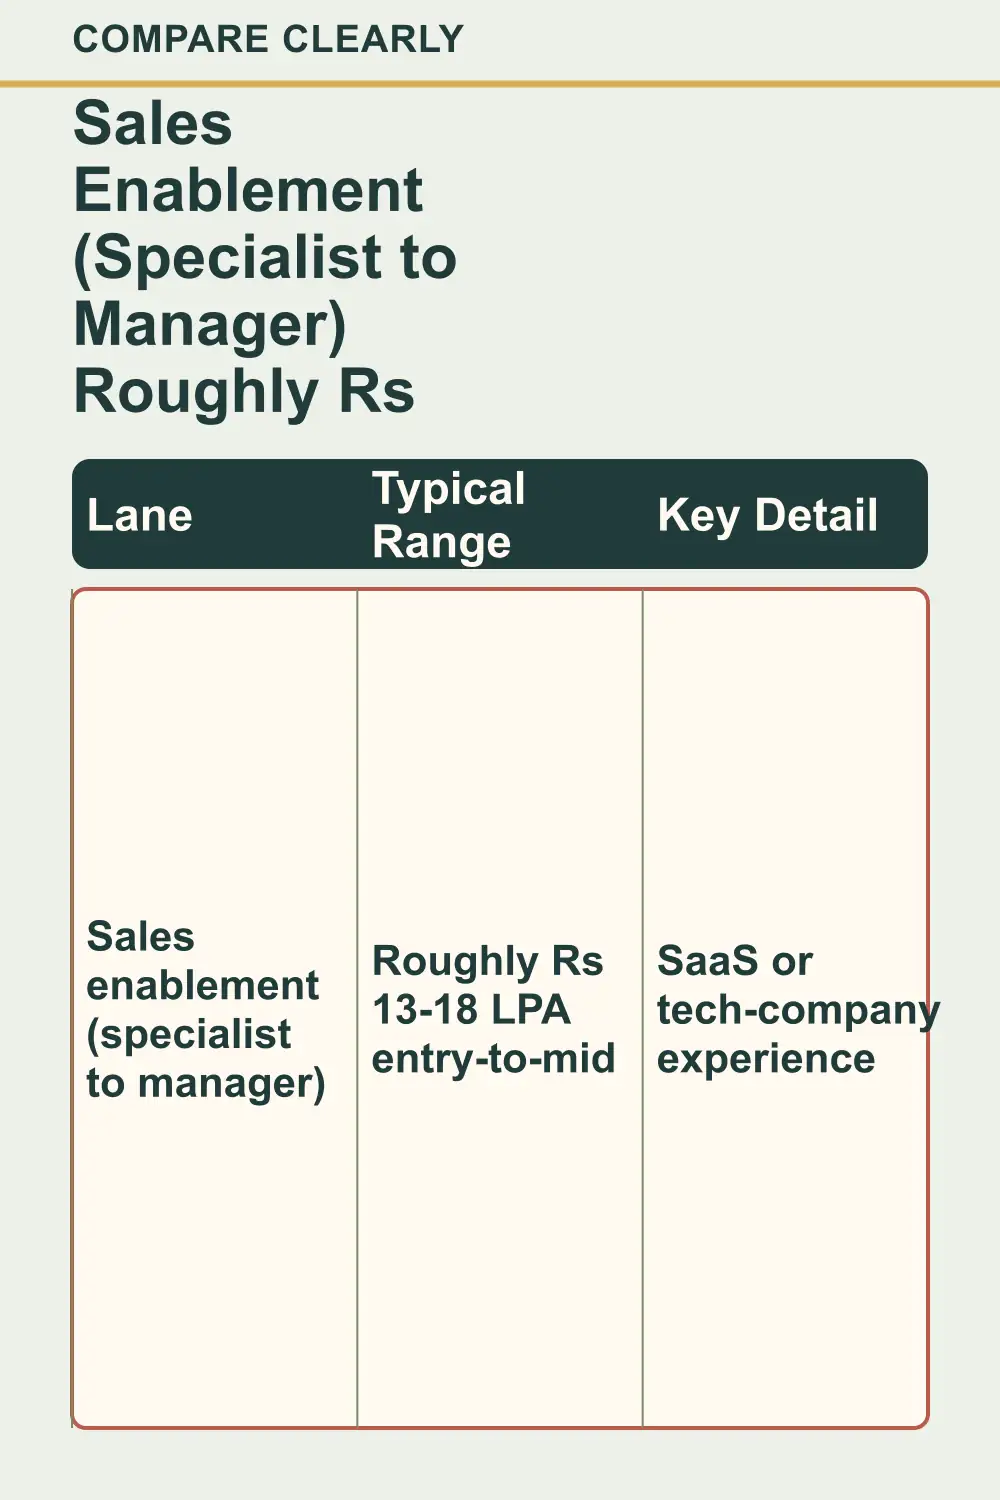 COMPARE CLEARLY
Sales
Enablement
(Specialist to
Manager)
Roughly Rs
Lane
Typical
Range
Key Detail
Sales
enablement
(specialist
to manager)
Roughly Rs
13-18 LPA
entry-to-mid
SaaS or
tech-company
experience